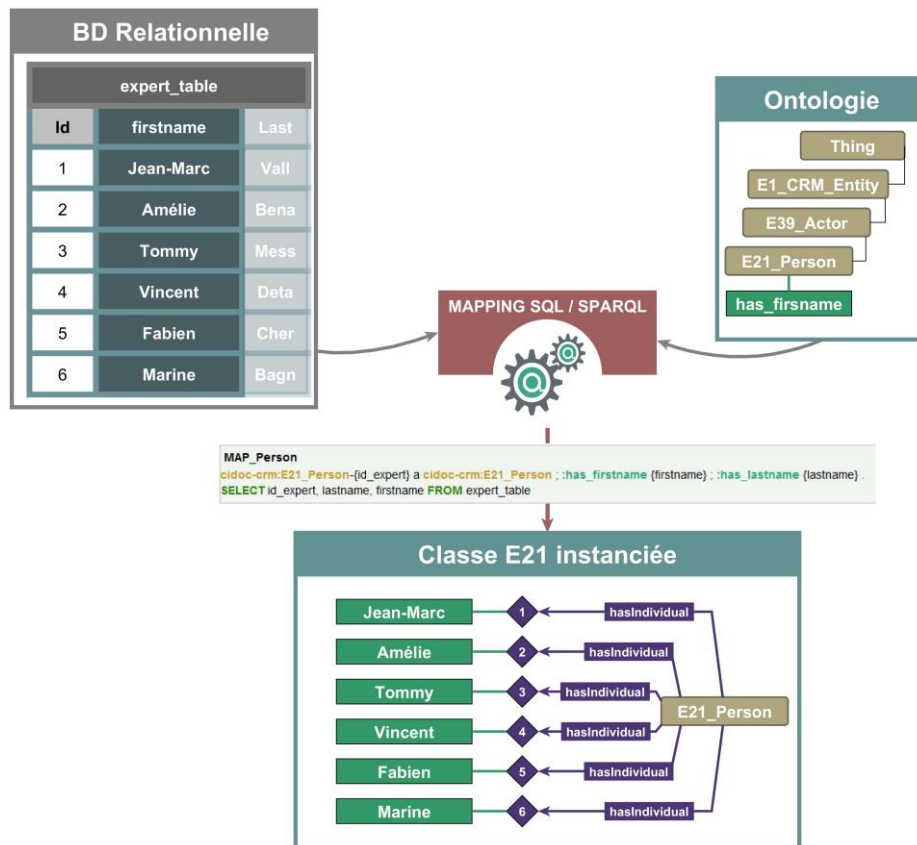 BD Relationnelle
expert_table
Id firstname Last
1 Jean-Marc Vall
2 Amélie Bena
3 Tommy Mess
4 Vincent Deta
5 Fabien Cher
6 Marine Bagn
Ontologie
Thing
E1_CRM_Entity
E39_Actor
E21_Person
has_firsname
MAPPING SQL / SPARQL
MAP_Person
cidoc-crm:E21_Person-{id_expert} a cidoc-crm:E21_Person ; :has_firstname {firstname} ; :has_lastname {lastname} .
SELECT id_expert, lastname, firstname FROM expert_table
Classe E21 instanciée
Jean-Marc 1 hasIndividual
Amélie 2 hasIndividual
Tommy 3 hasIndividual
E21_Person
Vincent 4 hasIndividual
Fabien 5 hasIndividual
Marine 6 hasIndividual